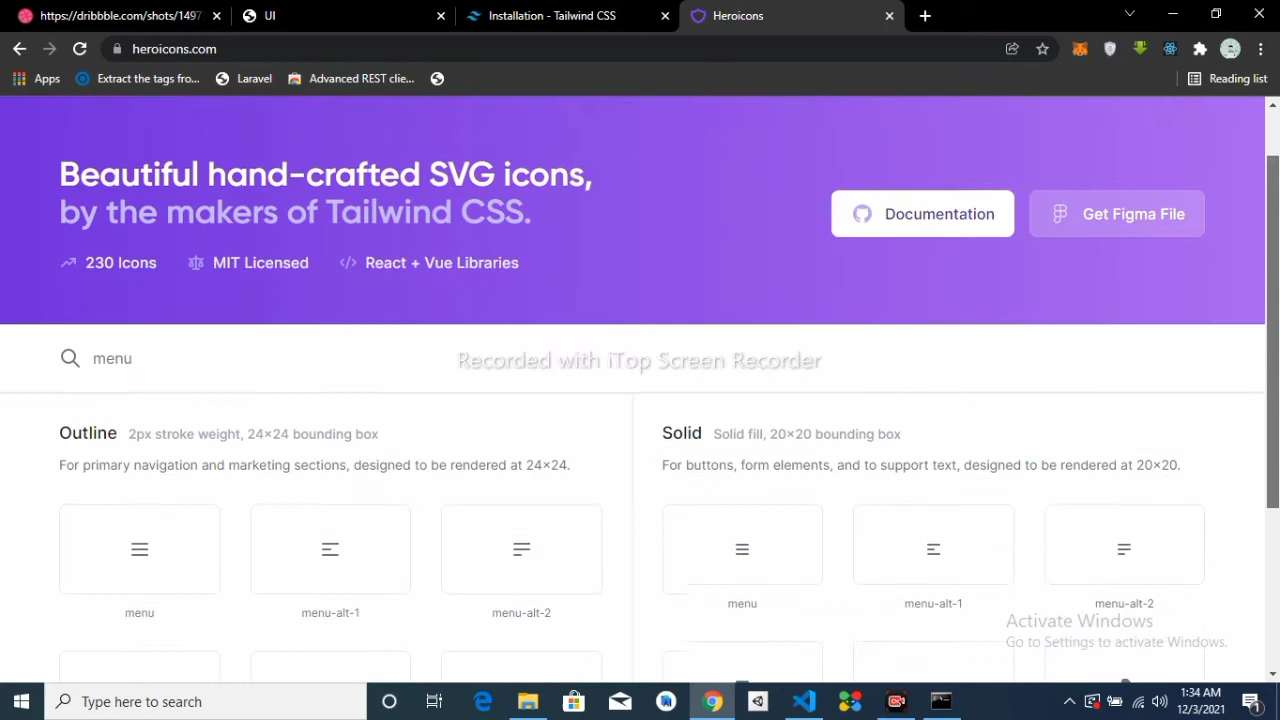 https://dribbble.com/shots/1497
UI
Installation - Tailwind CSS
Heroicons
heroicons.com
Apps
Extract the tags fro...
Laravel
Advanced REST clie...
Reading list
Beautiful hand-crafted SVG icons,
by the makers of Tailwind CSS.
Documentation
Get Figma File
230 Icons
MIT Licensed
React + Vue Libraries
menu
Recorded with iTop Screen Recorder
Outline 2px stroke weight, 24×24 bounding box
Solid Solid fill, 20×20 bounding box
For primary navigation and marketing sections, designed to be rendered at 24×24.
For buttons, form elements, and to support text, designed to be rendered at 20×20.
menu
menu-alt-1
menu-alt-2
menu
menu-alt-1
menu-alt-2
Activate Windows
Go to Settings to activate Windows.
Type here to search
1:34 AM
12/3/2021
1